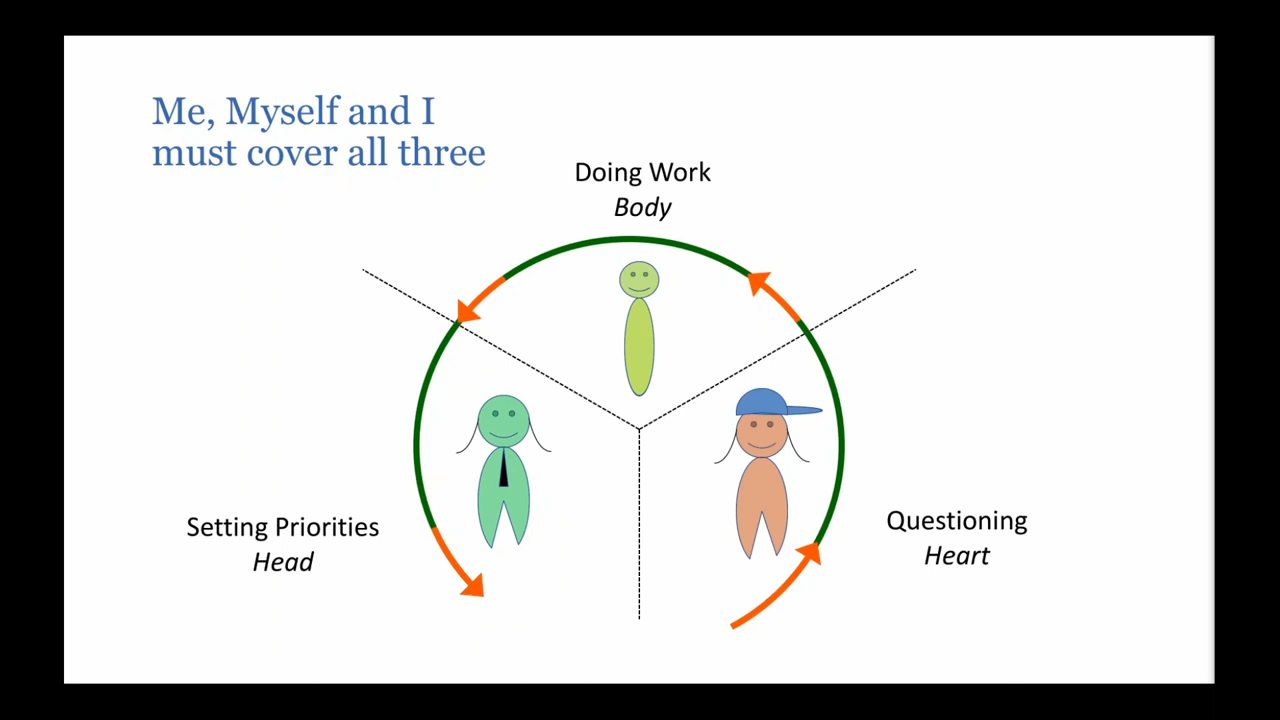 Me, Myself and I
must cover all three
Doing Work
Body
Setting Priorities
Head
Questioning
Heart